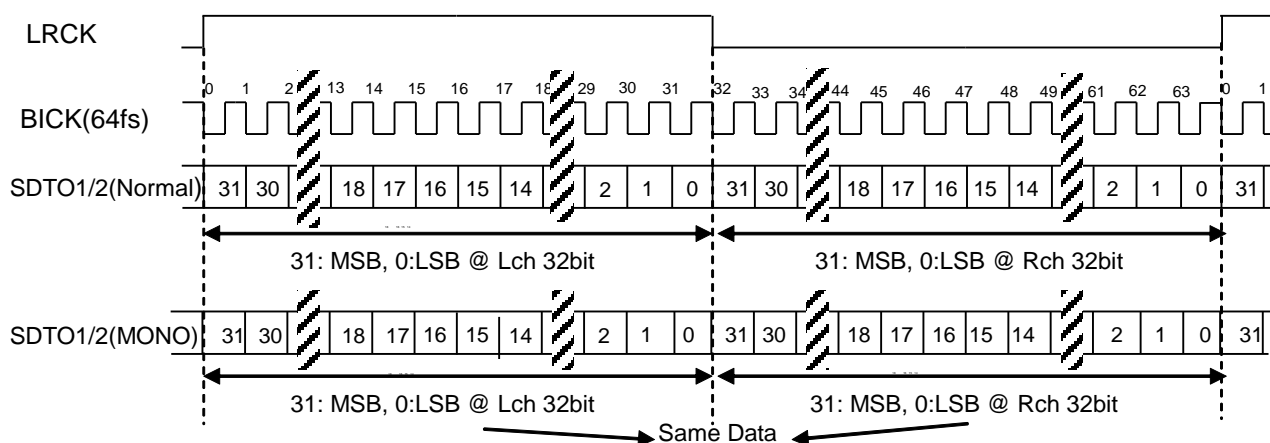 LRCK
0 1 2 13 14 15 16 17 18 29 30 31 32 33 34 44 45 46 47 48 49 61 62 63 0 1
BICK(64fs)
SDTO1/2(Normal) 31 30 18 17 16 15 14 2 1 0 31 30 18 17 16 15 14 2 1 0 31
31: MSB, 0:LSB @ Lch 32bit 31: MSB, 0:LSB @ Rch 32bit
SDTO1/2(MONO) 31 30 18 17 16 15 14 2 1 0 31 30 18 17 16 15 14 2 1 0 31
31: MSB, 0:LSB @ Lch 32bit 31: MSB, 0:LSB @ Rch 32bit
Same Data